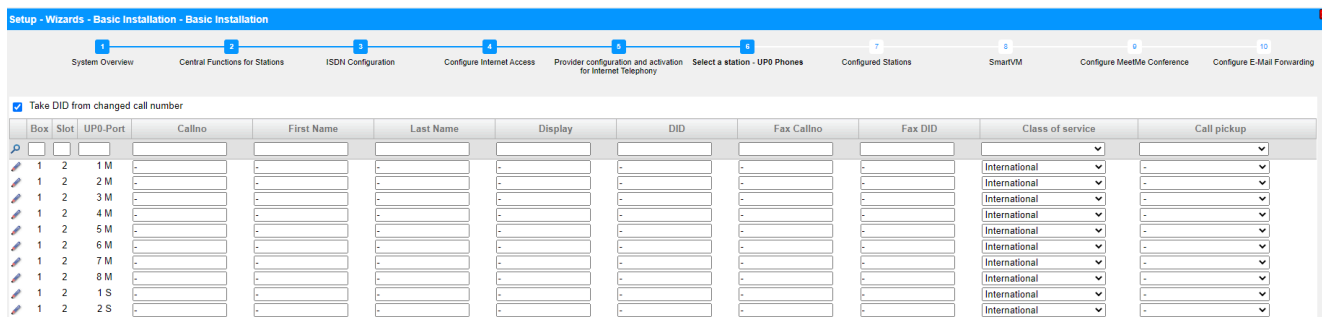 Setup - Wizards - Basic Installation - Basic Installation
1 2 3 4 5 6 7 8 9 10
System Overview Central Functions for Stations ISDN Configuration Configure Internet Access Provider configuration and activation for Internet Telephony Select a station - UP0 Phones Configured Stations SmartVM Configure MeetMe Conference Configure E-Mail Forwarding
Take DID from changed call number
Box Slot UP0-Port Callno First Name Last Name Display DID Fax Callno Fax DID Class of service Call pickup
1 2 1 M - - - - - - - International -
1 2 2 M - - - - - - - International -
1 2 3 M - - - - - - - International -
1 2 4 M - - - - - - - International -
1 2 5 M - - - - - - - International -
1 2 6 M - - - - - - - International -
1 2 7 M - - - - - - - International -
1 2 8 M - - - - - - - International -
1 2 1 S - - - - - - - International -
1 2 2 S - - - - - - - International -